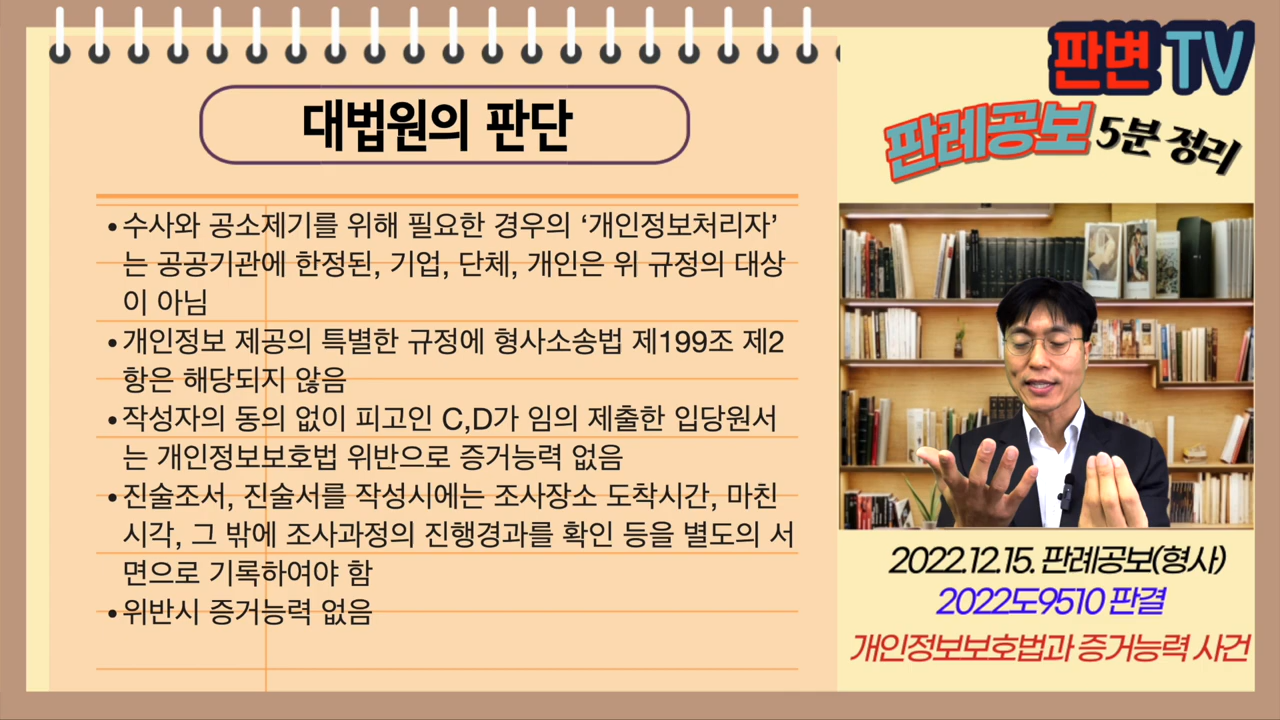 대법원의 판단
•수사와 공소제기를 위해 필요한 경우의 ‘개인정보처리자’
는 공공기관에 한정된, 기업, 단체, 개인은 위 규정의 대상
이 아님
•개인정보 제공의 특별한 규정에 형사소송법 제199조 제2
항은 해당되지 않음
•작성자의 동의 없이 피고인 C,D가 임의 제출한 입당원서
는 개인정보보호법 위반으로 증거능력 없음
•진술조서, 진술서를 작성시에는 조사장소 도착시간, 마친
시각, 그 밖에 조사과정의 진행경과를 확인 등을 별도의 서
면으로 기록하여야 함
•위반시 증거능력 없음
판변 TV
판례공보 5분 정리
2022.12.15. 판례공보(형사)
2022도9510 판결
개인정보보호법과 증거능력 사건